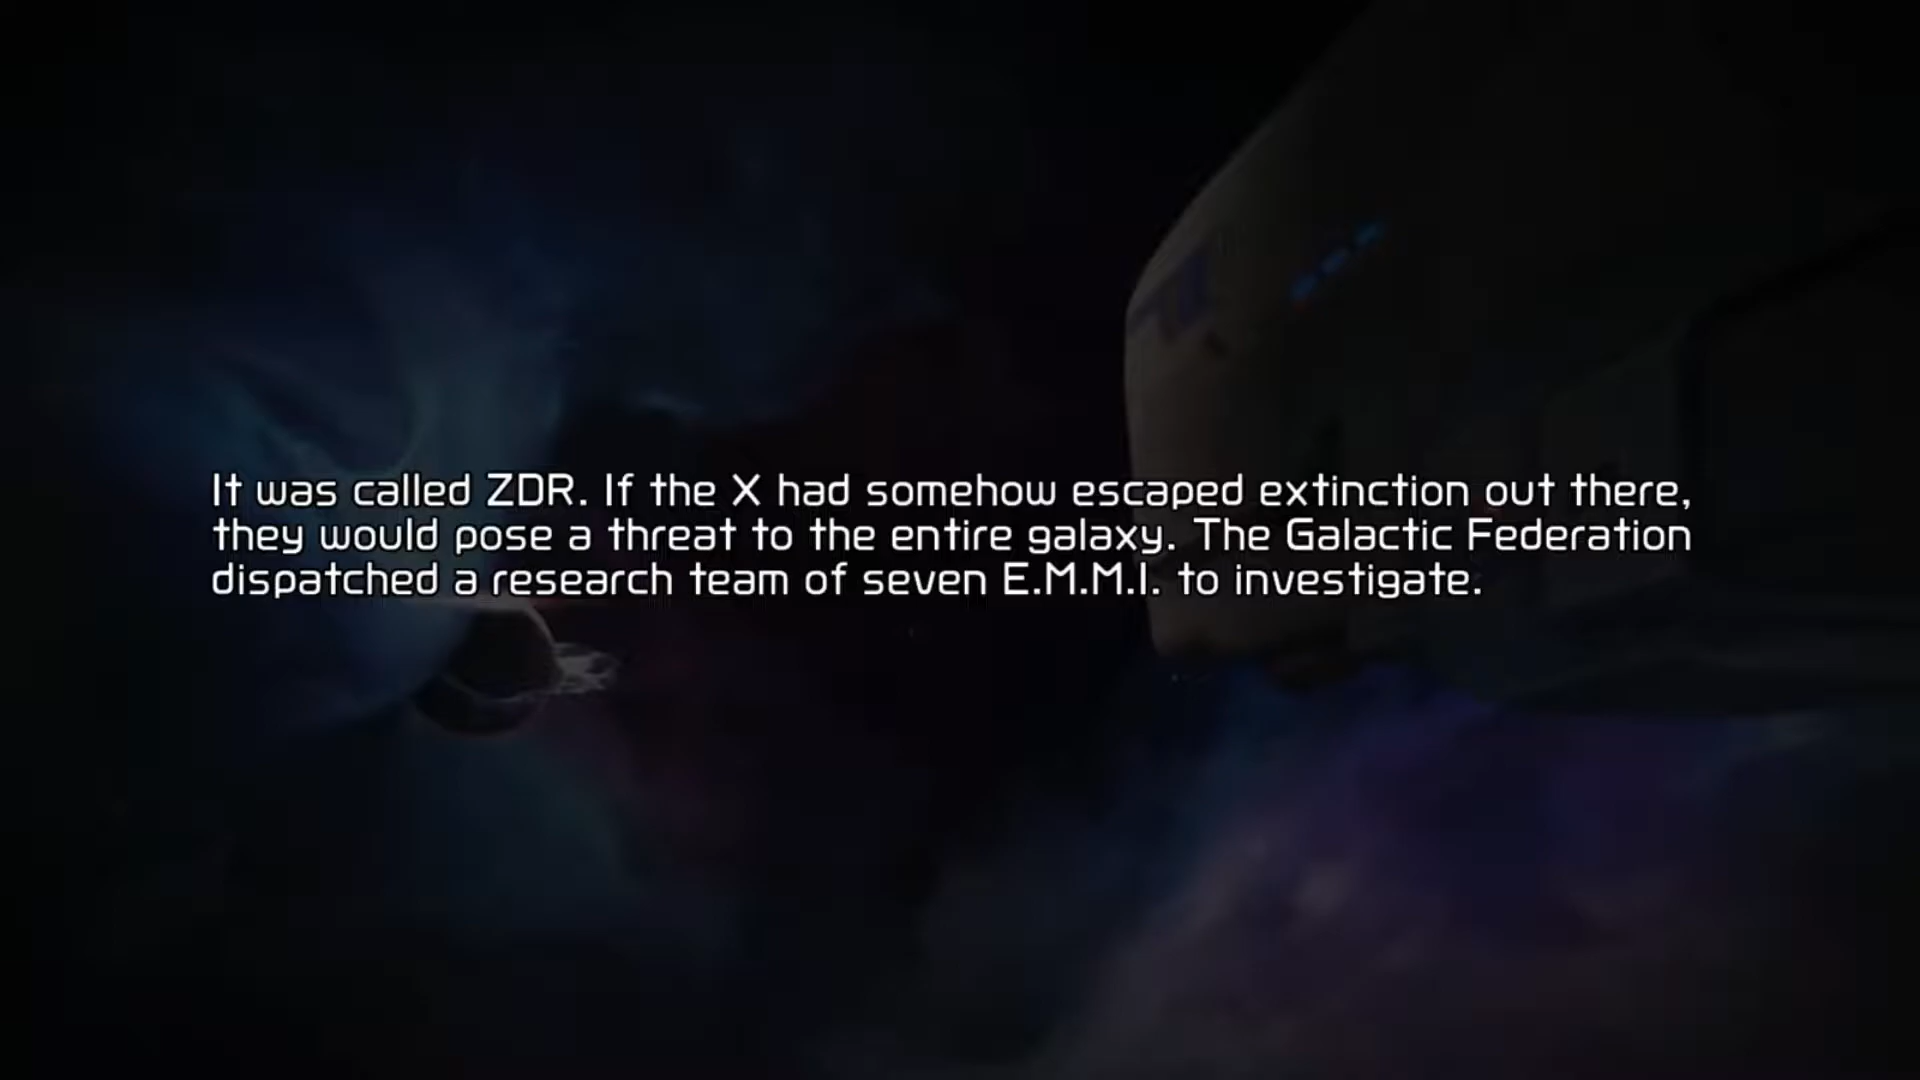 It was called ZDR. If the X had somehow escaped extinction out there,
they would pose a threat to the entire galaxy. The Galactic Federation
dispatched a research team of seven E.M.M.I. to investigate.